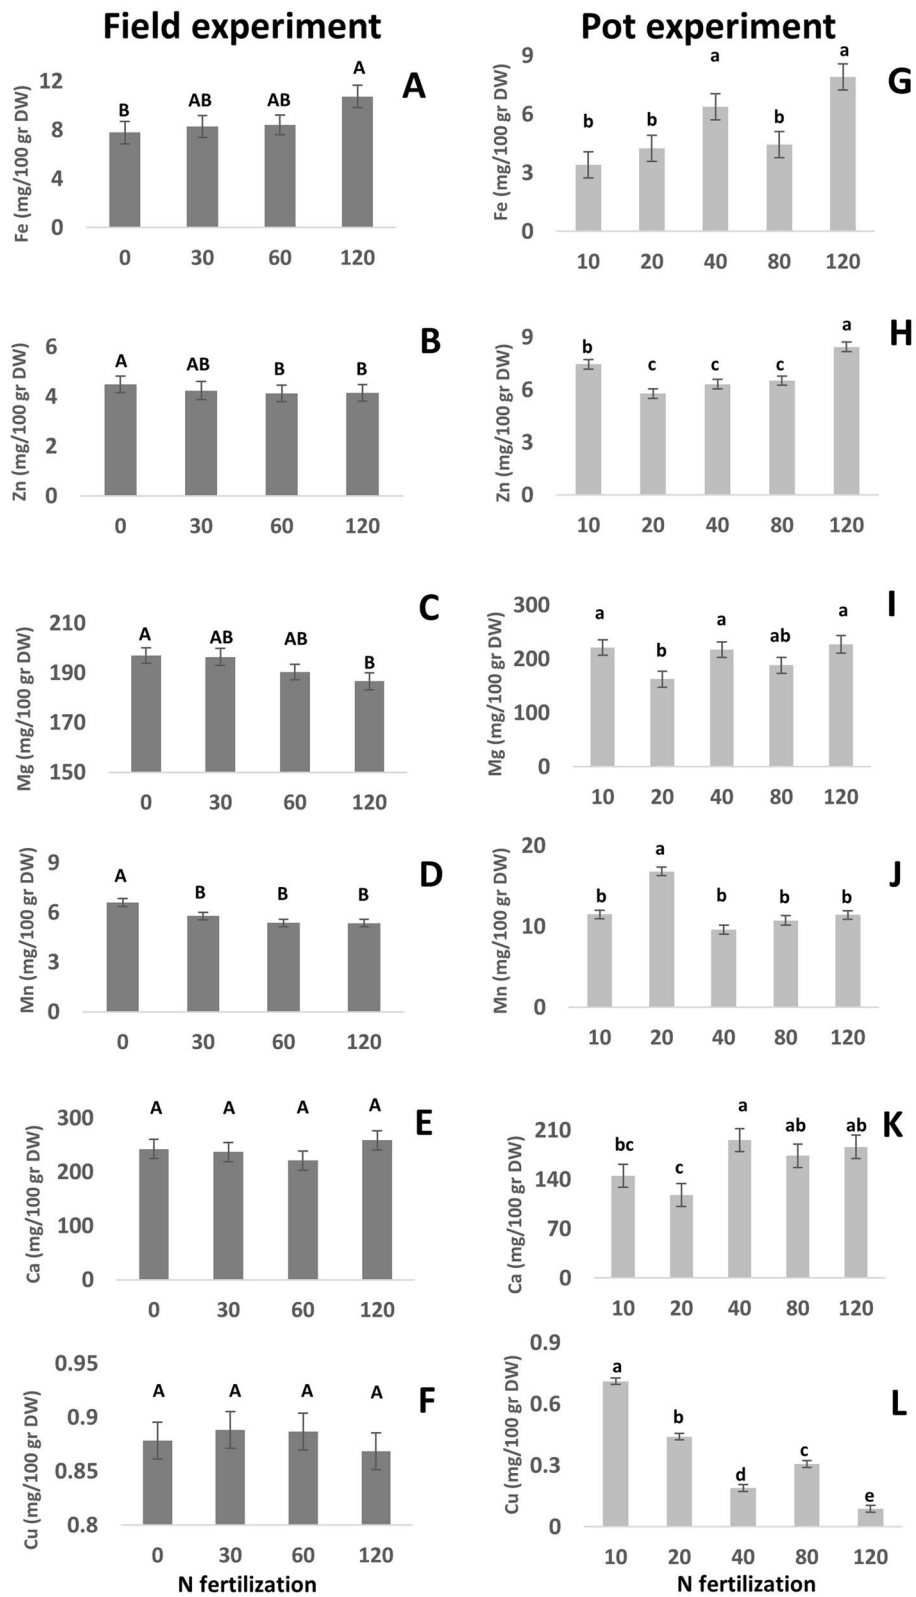 Field experiment
Pot experiment
A
Fe (mg/100 gr DW)
12
8
4
0
B
AB
AB
A
0 30 60 120
G
Fe (mg/100 gr DW)
9
6
3
0
b
b
a
b
a
10 20 40 80 120
B
Zn (mg/100 gr DW)
6
4
2
0
A
AB
B
B
0 30 60 120
H
Zn (mg/100 gr DW)
9
6
3
0
b
c
c
c
a
10 20 40 80 120
C
Mg (mg/100 gr DW)
210
190
170
150
A
AB
AB
B
0 30 60 120
I
Mg (mg/100 gr DW)
300
200
100
0
a
b
a
ab
a
10 20 40 80 120
D
Mn (mg/100 gr DW)
9
6
3
0
A
B
B
B
0 30 60 120
J
Mn (mg/100 gr DW)
20
10
0
b
a
b
b
b
10 20 40 80 120
E
Ca (mg/100 gr DW)
300
200
100
0
A
A
A
A
0 30 60 120
K
Ca (mg/100 gr DW)
210
140
70
0
bc
c
a
ab
ab
10 20 40 80 120
F
Cu (mg/100 gr DW)
0.95
0.9
0.85
0.8
A
A
A
A
0 30 60 120
N fertilization
L
Cu (mg/100 gr DW)
0.9
0.6
0.3
0
a
b
d
c
e
10 20 40 80 120
N fertilization